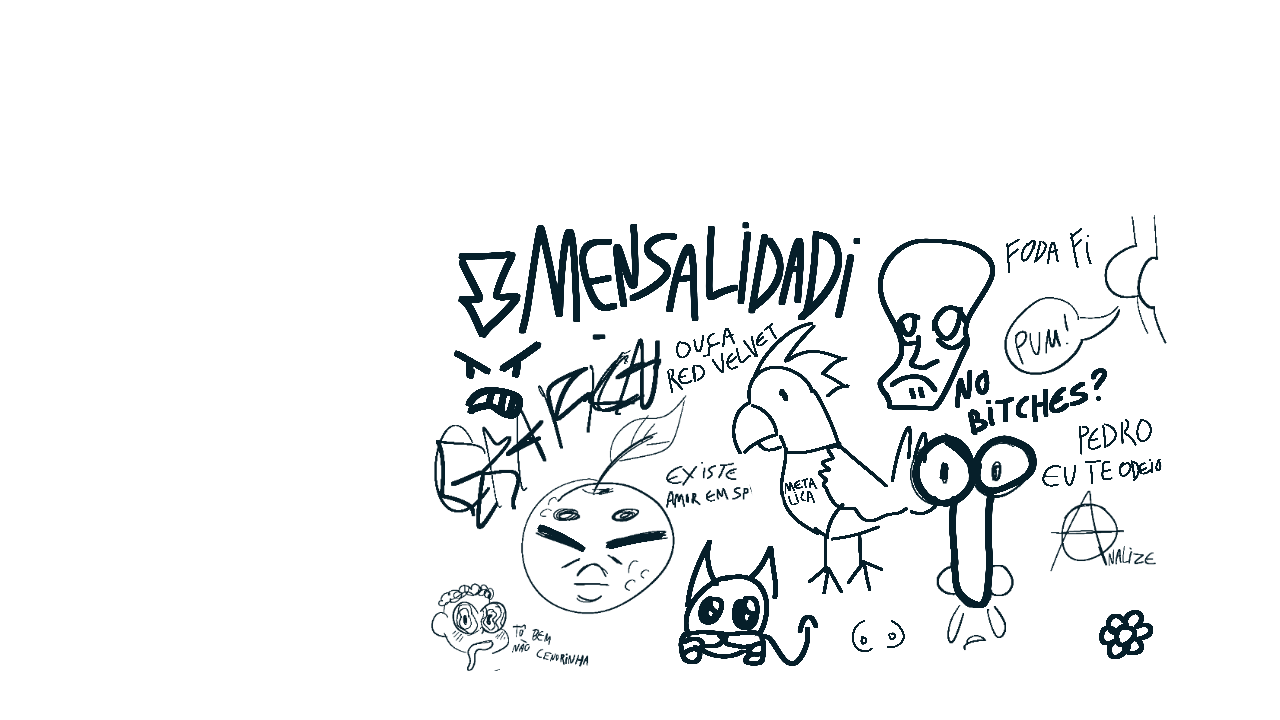 MENSALIDADi
FODA Fi
PUM!
OUÇA
RED VELVET
NO
BiTCHES?
PEDRO
EU TE ODEiO
EXiSTE
AMOR EM SP
META
LiCA
ANALiZE
TÔ BEM
NÃO CENORiNHA